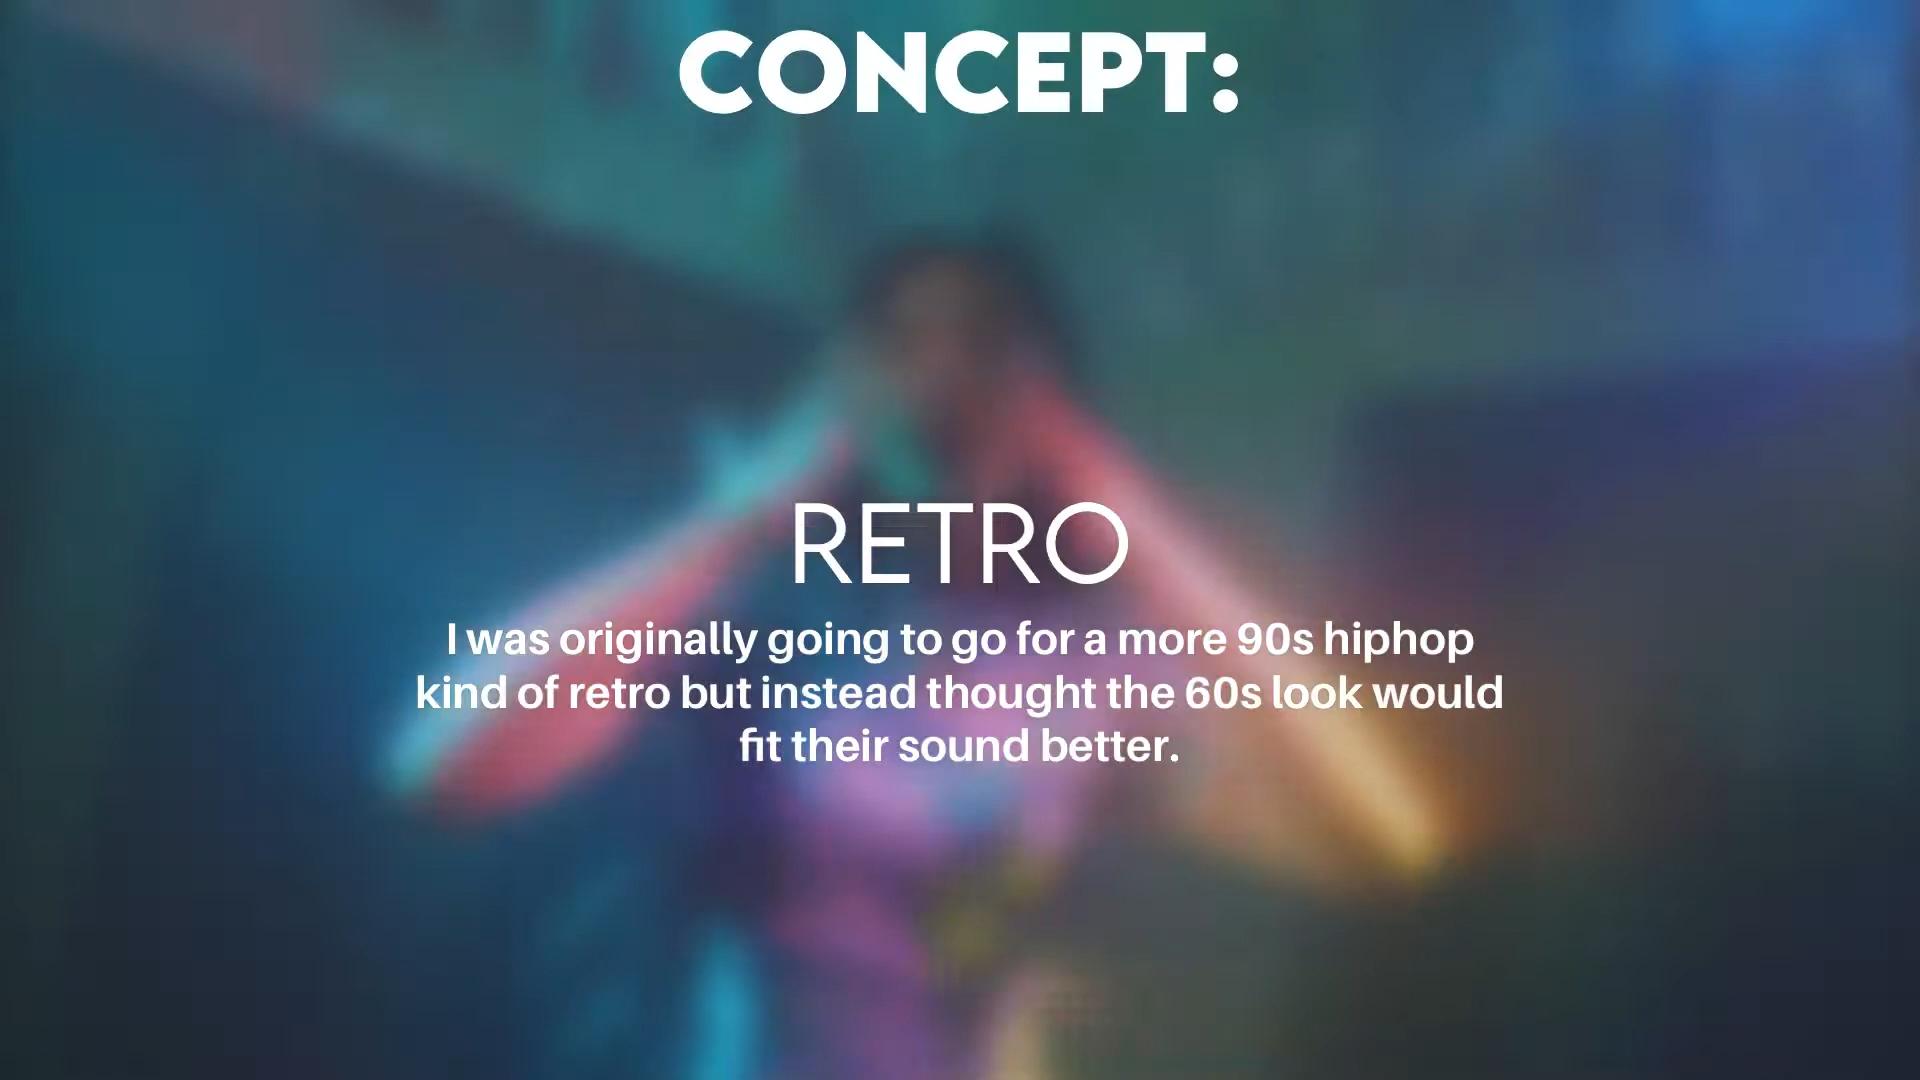 CONCEPT:
RETRO
I was originally going to go for a more 90s hiphop
kind of retro but instead thought the 60s look would
fit their sound better.